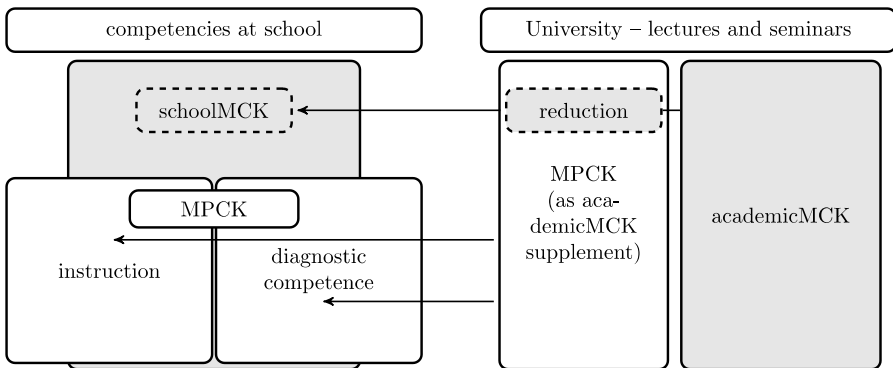 competencies at school
University – lectures and seminars
schoolMCK
reduction
MPCK
(as aca-
demicMCK
supplement)
academicMCK
MPCK
instruction
diagnostic
competence